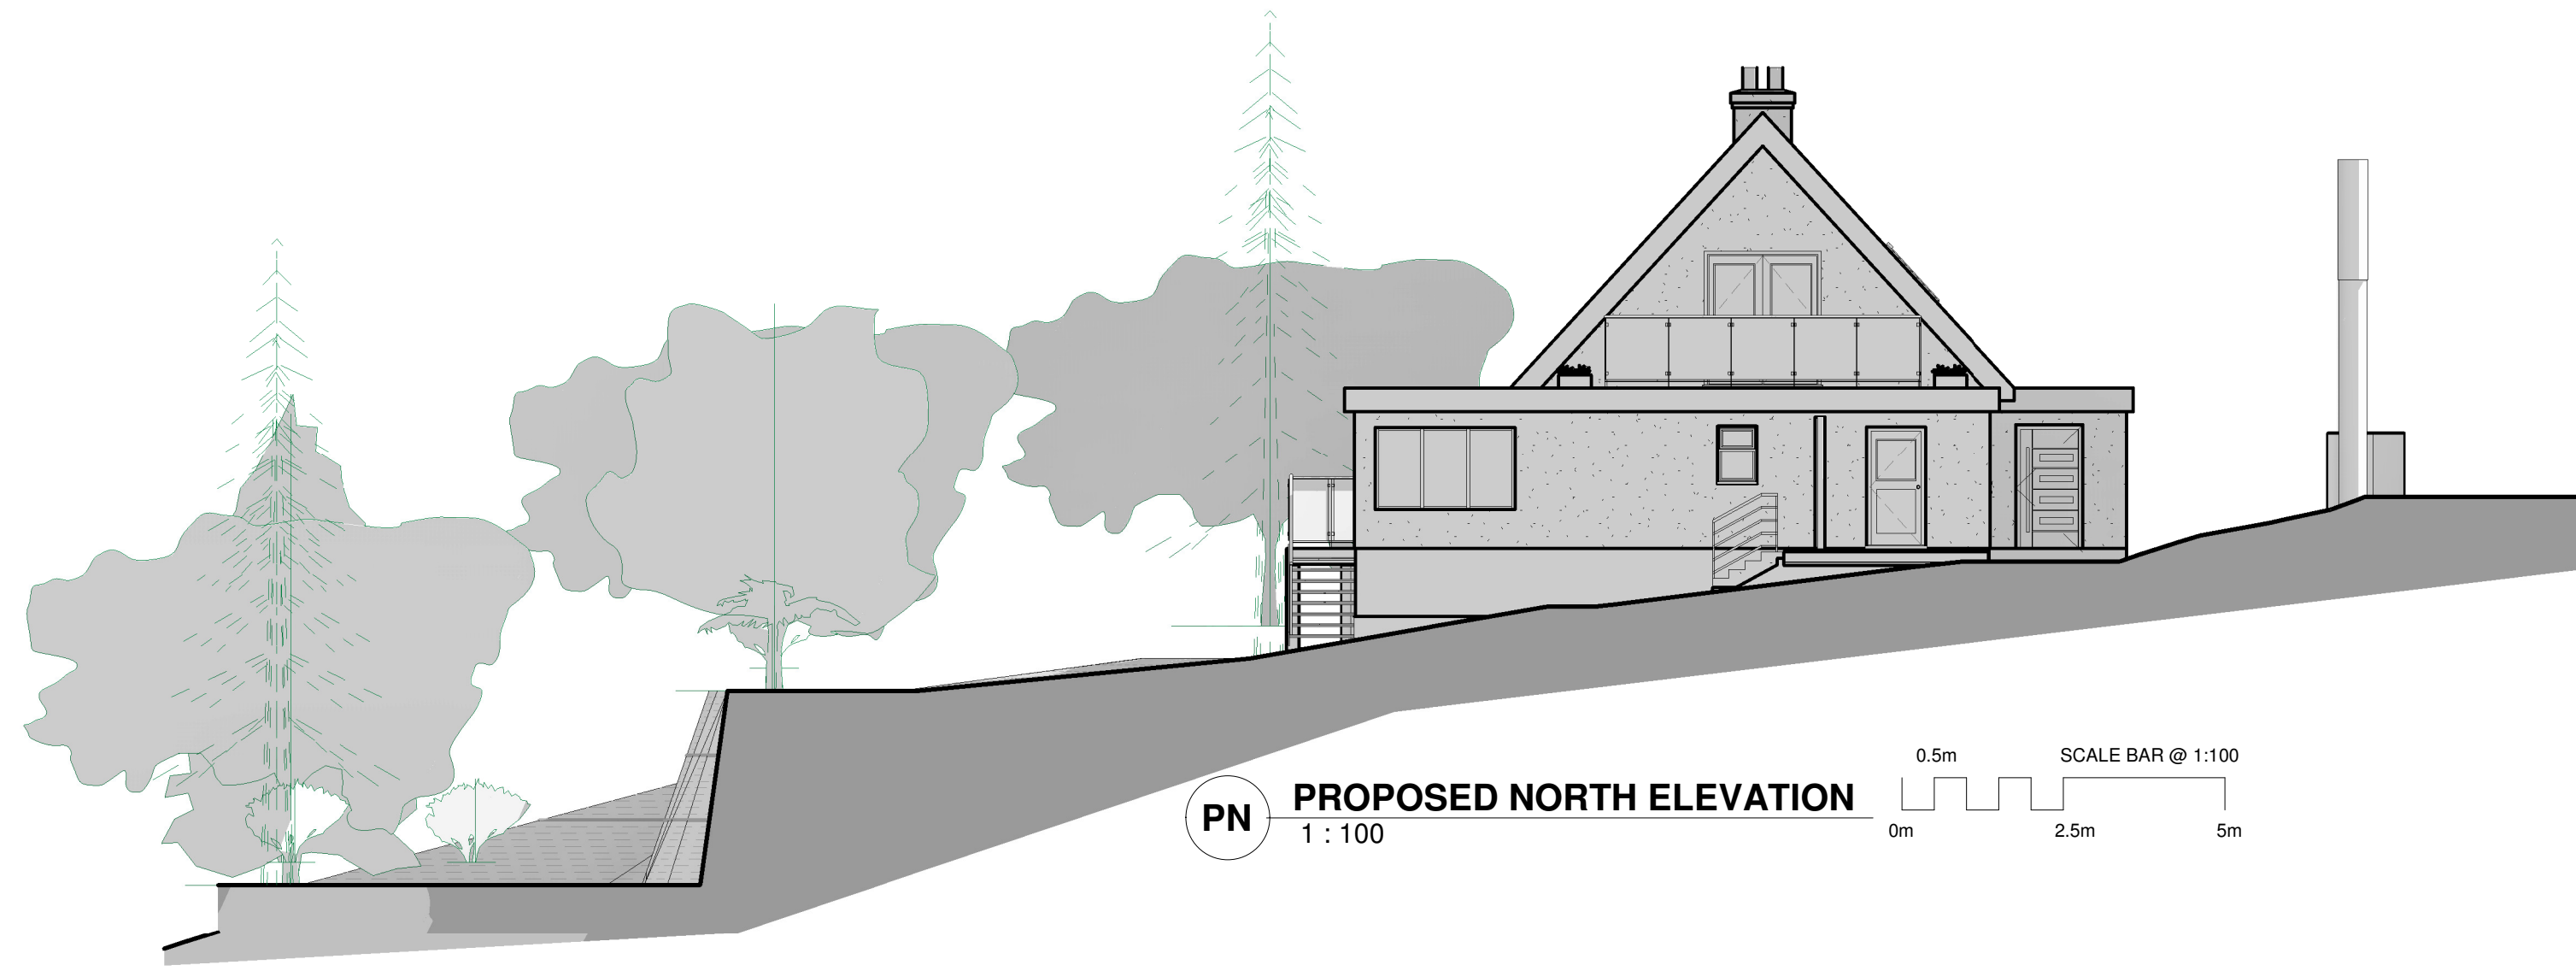 PN
PROPOSED NORTH ELEVATION
1 : 100
0.5m SCALE BAR @ 1:100
0m 2.5m 5m